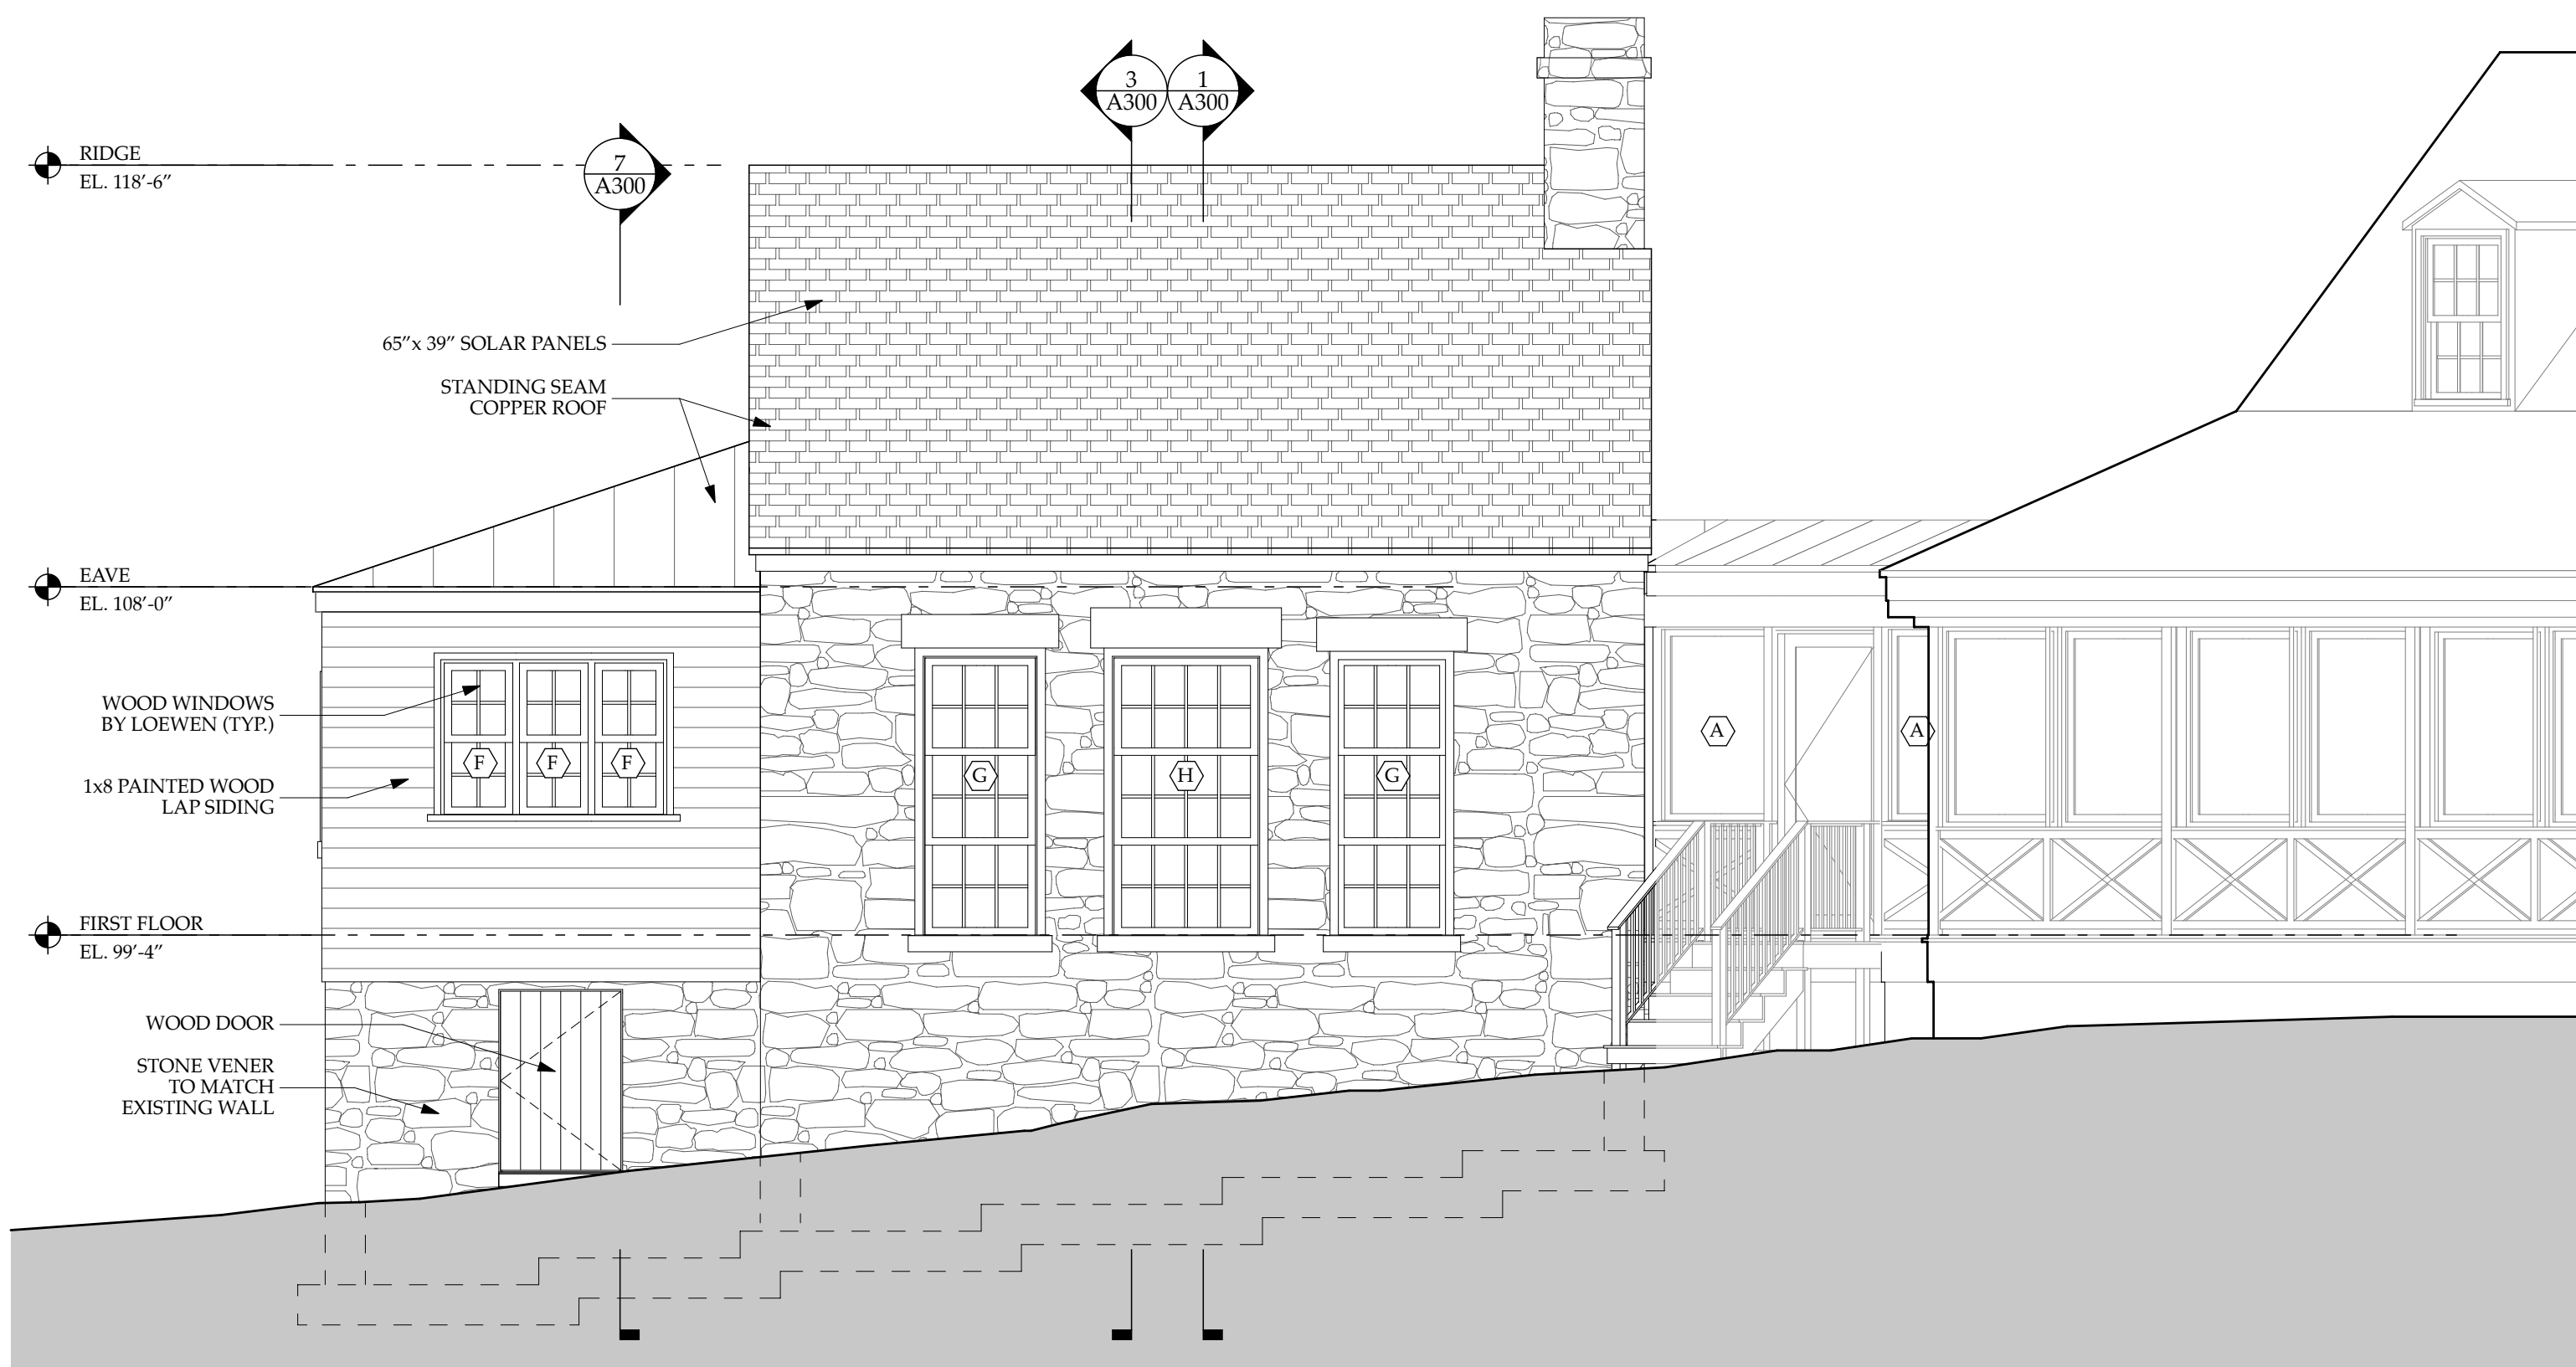 3
A300
1
A300
7
A300
RIDGE
EL. 118'-6"
65"x 39" SOLAR PANELS
STANDING SEAM
COPPER ROOF
EAVE
EL. 108'-0"
WOOD WINDOWS
BY LOEWEN (TYP.)
1x8 PAINTED WOOD
LAP SIDING
F
F
F
G
H
G
A
A
FIRST FLOOR
EL. 99'-4"
WOOD DOOR
STONE VENER
TO MATCH
EXISTING WALL